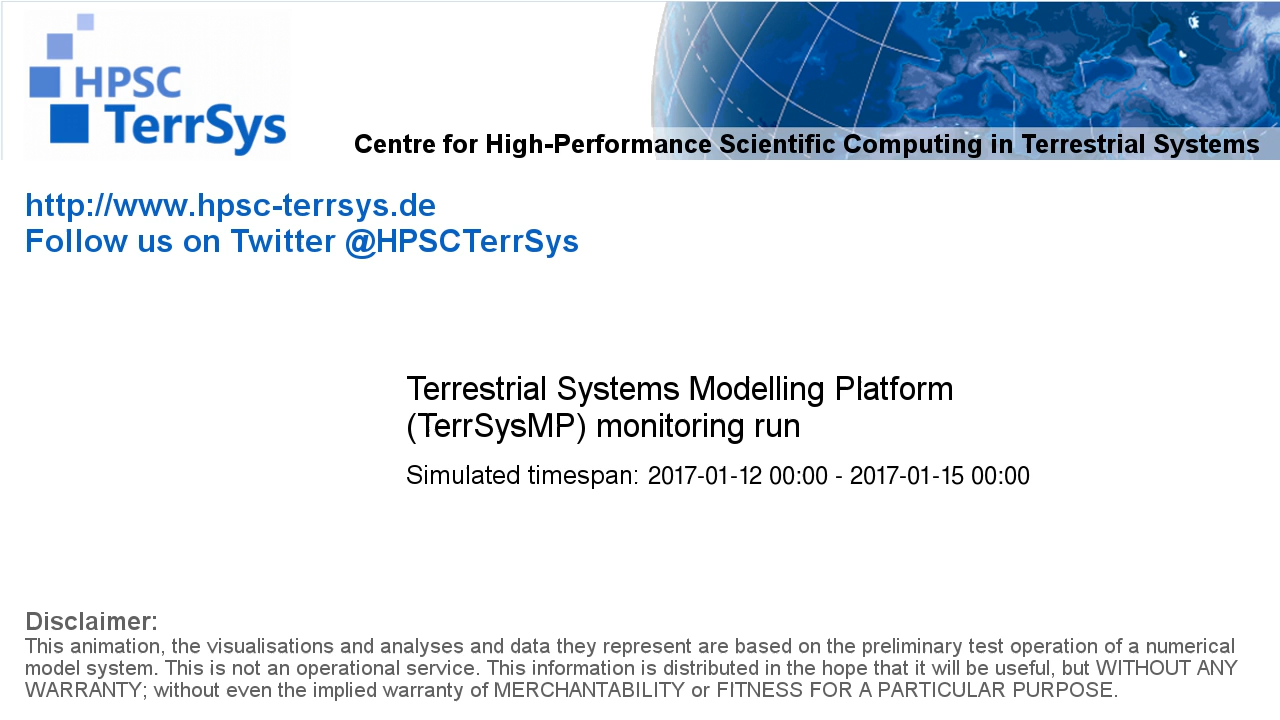 HPSC
TerrSys
Centre for High-Performance Scientific Computing in Terrestrial Systems
http://www.hpsc-terrsys.de
Follow us on Twitter @HPSCTerrSys
Terrestrial Systems Modelling Platform
(TerrSysMP) monitoring run
Simulated timespan: 2017-01-12 00:00 - 2017-01-15 00:00
Disclaimer:
This animation, the visualisations and analyses and data they represent are based on the preliminary test operation of a numerical
model system. This is not an operational service. This information is distributed in the hope that it will be useful, but WITHOUT ANY
WARRANTY; without even the implied warranty of MERCHANTABILITY or FITNESS FOR A PARTICULAR PURPOSE.